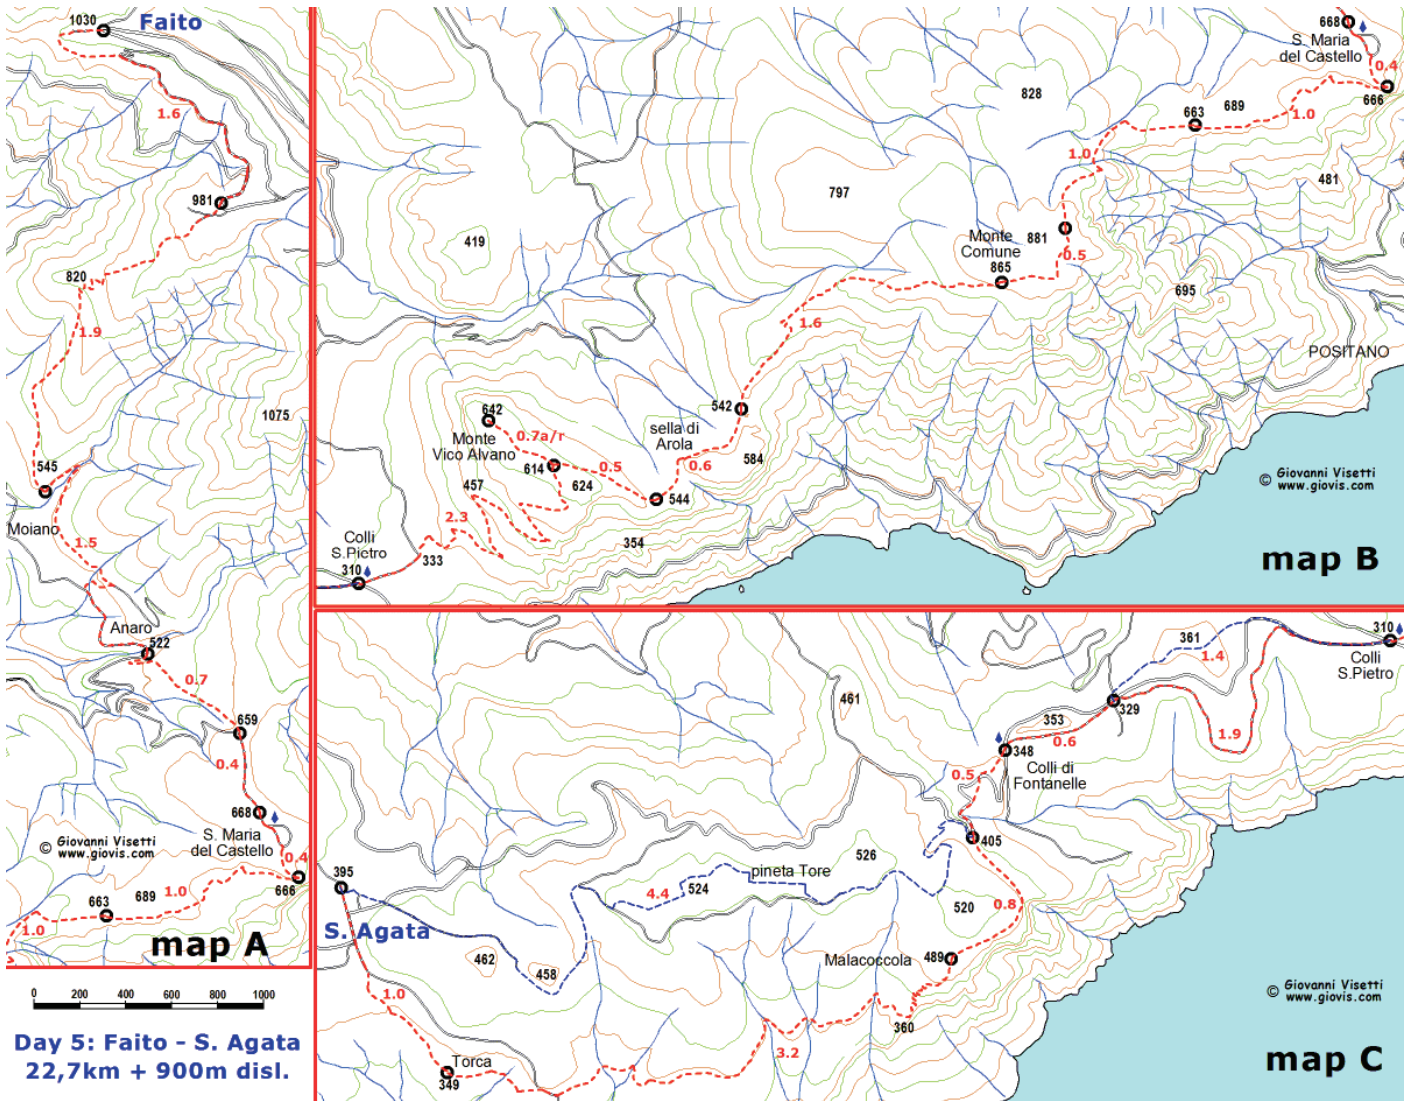 1030
Faito
1.6
981
820
1.9
1075
545
Moiano
1.5
Anaro
522
0.7
659
0.4
668
S. Maria
del Castello
© Giovanni Visetti
www.giovis.com
0.4
666
1.0
689
663
1.0
map A
0 200 400 600 800 1000
Day 5: Faito - S. Agata
22,7km + 900m disl.
668
S. Maria
del Castello
0.4
666
828
689
663
1.0
1.0
481
797
419
Monte
Comune
881
865
0.5
695
1.6
POSITANO
642
542
Monte
Vico Alvano
0.7a/r
sella di
Arola
614
0.5
0.6
584
457
624
544
2.3
354
Colli
S.Pietro
310
333
© Giovanni Visetti
www.giovis.com
map B
310
361
1.4
Colli
S.Pietro
461
329
353
0.6
1.9
348
0.5
Colli di
Fontanelle
405
526
pineta Tore
395
4.4
524
0.8
520
S. Agata
Malacoccola
489
462
458
1.0
360
© Giovanni Visetti
www.giovis.com
3.2
Torca
349
map C